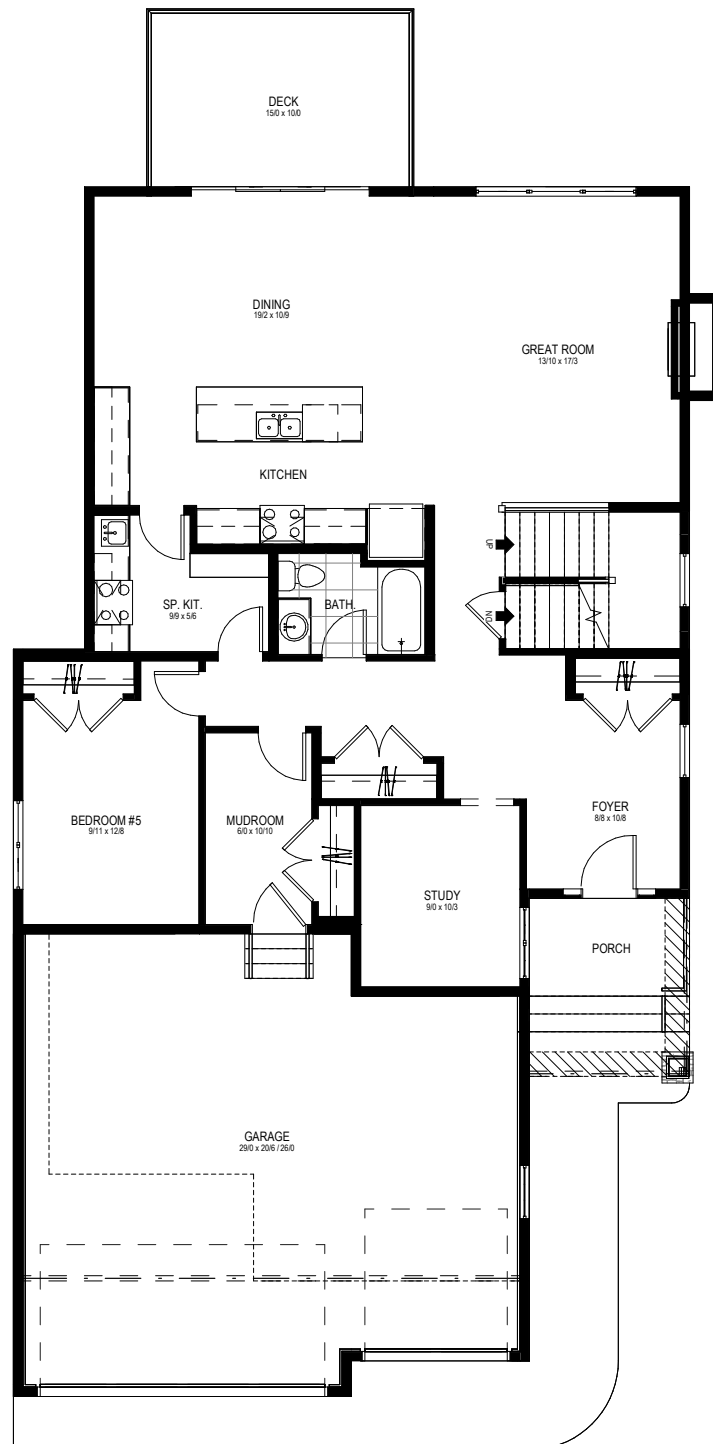 DECK
15/0 x 10/0
DINING
19/2 x 10/9
GREAT ROOM
13/10 x 17/3
KITCHEN
UP
DN
SP. KIT.
9/9 x 5/6
BATH.
BEDROOM #5
9/11 x 12/8
MUDROOM
6/0 x 10/10
FOYER
8/8 x 10/8
STUDY
9/0 x 10/3
PORCH
GARAGE
29/0 x 20/6 / 26/0